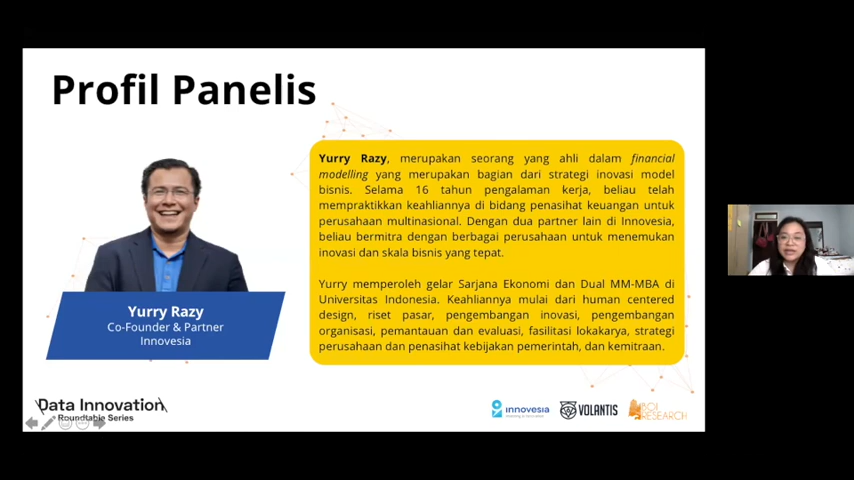 Profil Panelis
Yurry Razy, merupakan seorang yang ahli dalam financial
modelling yang merupakan bagian dari strategi inovasi model
bisnis. Selama 16 tahun pengalaman kerja, beliau telah
mempraktikkan keahliannya di bidang penasihat keuangan untuk
perusahaan multinasional. Dengan dua partner lain di Innovesia,
beliau bermitra dengan berbagai perusahaan untuk menemukan
inovasi dan skala bisnis yang tepat.
Yurry memperoleh gelar Sarjana Ekonomi dan Dual MM-MBA di
Universitas Indonesia. Keahliannya mulai dari human centered
design, riset pasar, pengembangan inovasi, pengembangan
organisasi, pemantauan dan evaluasi, fasilitasi lokakarya, strategi
perusahaan dan penasihat kebijakan pemerintah, dan kemitraan.
Yurry Razy
Co-Founder & Partner
Innovesia
Data Innovation
Roundtable Series
innovesia
VOLANTIS
RESEARCH